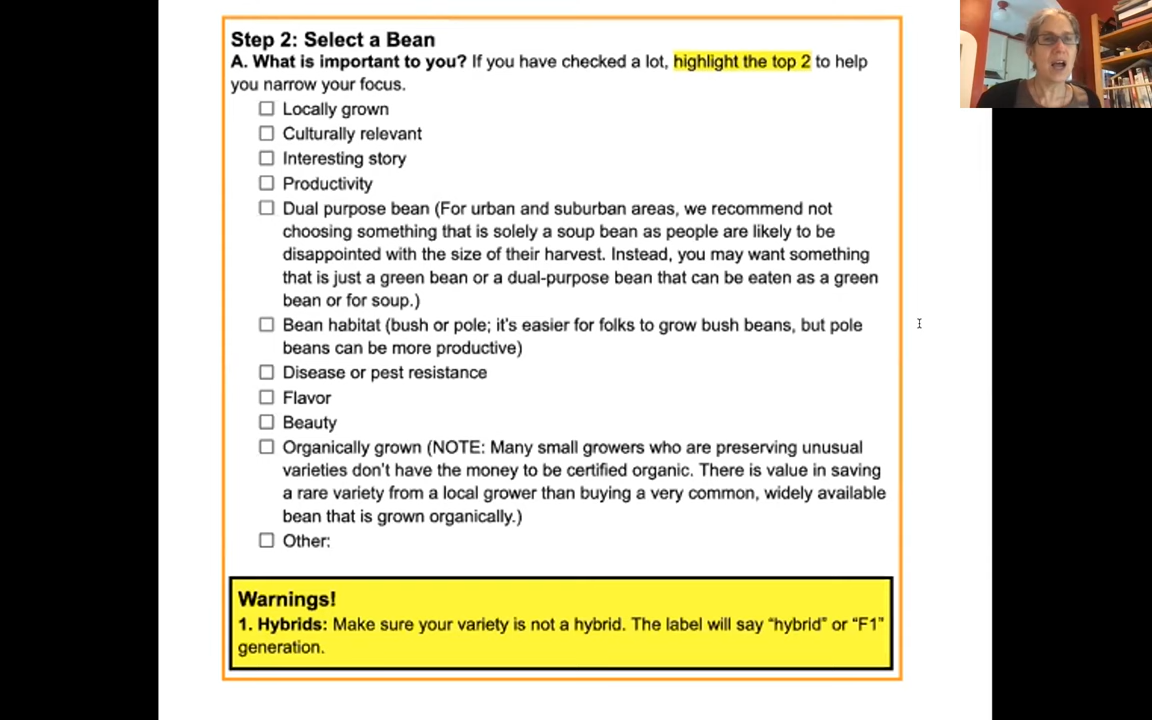 Step 2: Select a Bean
A. What is important to you? If you have checked a lot, highlight the top 2 to help
you narrow your focus.
☐ Locally grown
☐ Culturally relevant
☐ Interesting story
☐ Productivity
☐ Dual purpose bean (For urban and suburban areas, we recommend not
choosing something that is solely a soup bean as people are likely to be
disappointed with the size of their harvest. Instead, you may want something
that is just a green bean or a dual-purpose bean that can be eaten as a green
bean or for soup.)
☐ Bean habitat (bush or pole; it's easier for folks to grow bush beans, but pole
beans can be more productive)
☐ Disease or pest resistance
☐ Flavor
☐ Beauty
☐ Organically grown (NOTE: Many small growers who are preserving unusual
varieties don't have the money to be certified organic. There is value in saving
a rare variety from a local grower than buying a very common, widely available
bean that is grown organically.)
☐ Other:
Warnings!
1. Hybrids: Make sure your variety is not a hybrid. The label will say “hybrid” or “F1”
generation.